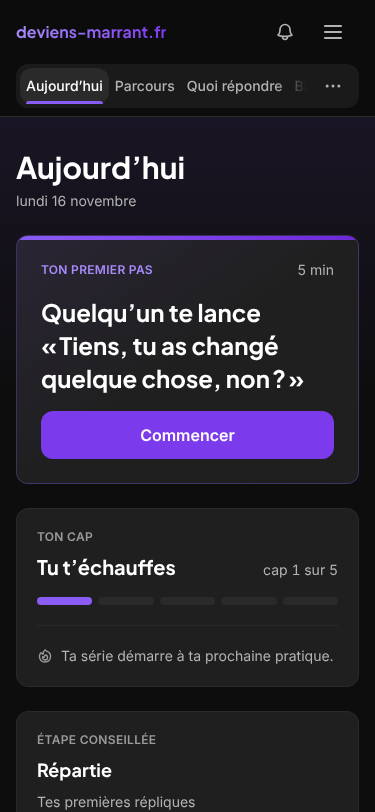 deviens-marrant.fr
Aujourd’hui Parcours Quoi répondre
Aujourd’hui
lundi 16 novembre
TON PREMIER PAS 5 min
Quelqu’un te lance
« Tiens, tu as changé
quelque chose, non ? »
Commencer
TON CAP
Tu t’échauffes cap 1 sur 5
Ta série démarre à ta prochaine pratique.
ÉTAPE CONSEILLÉE
Répartie
Tes premières répliques